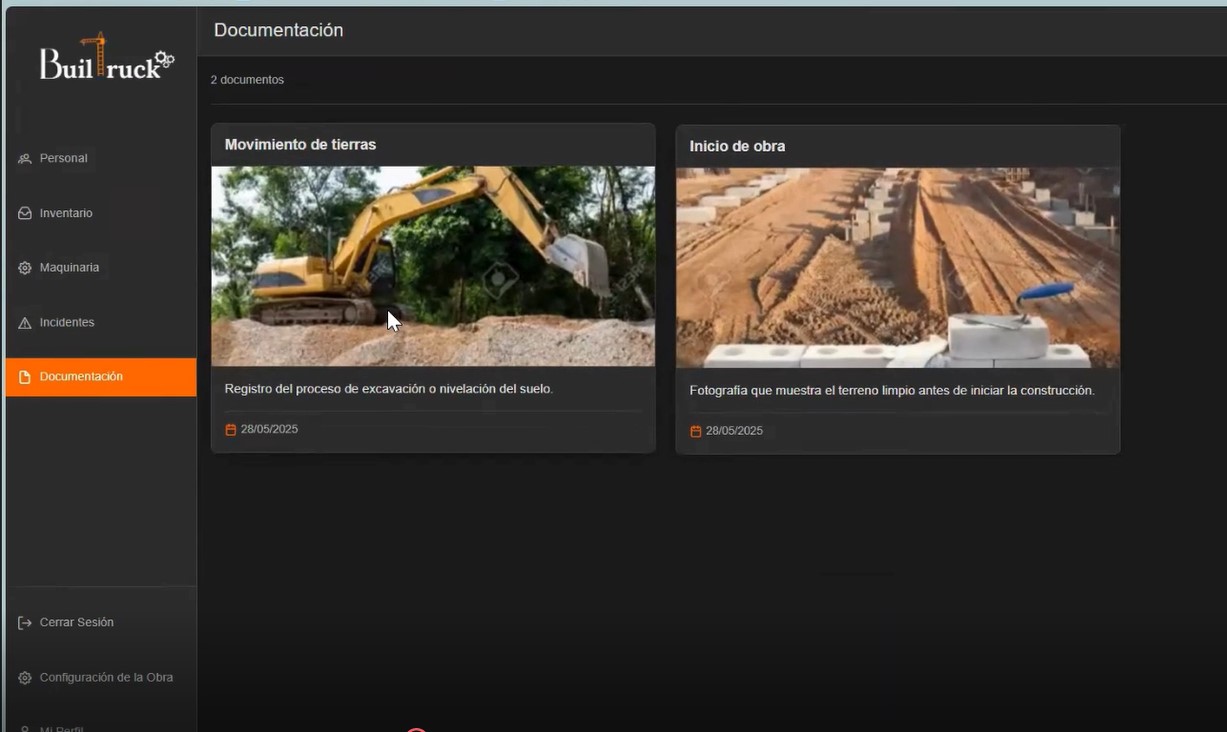 BuilTruck
Personal
Inventario
Maquinaria
Incidentes
Documentación
Cerrar Sesión
Configuración de la Obra
Mi Perfil
Documentación
2 documentos
Movimiento de tierras
Registro del proceso de excavación o nivelación del suelo.
28/05/2025
Inicio de obra
Fotografía que muestra el terreno limpio antes de iniciar la construcción.
28/05/2025